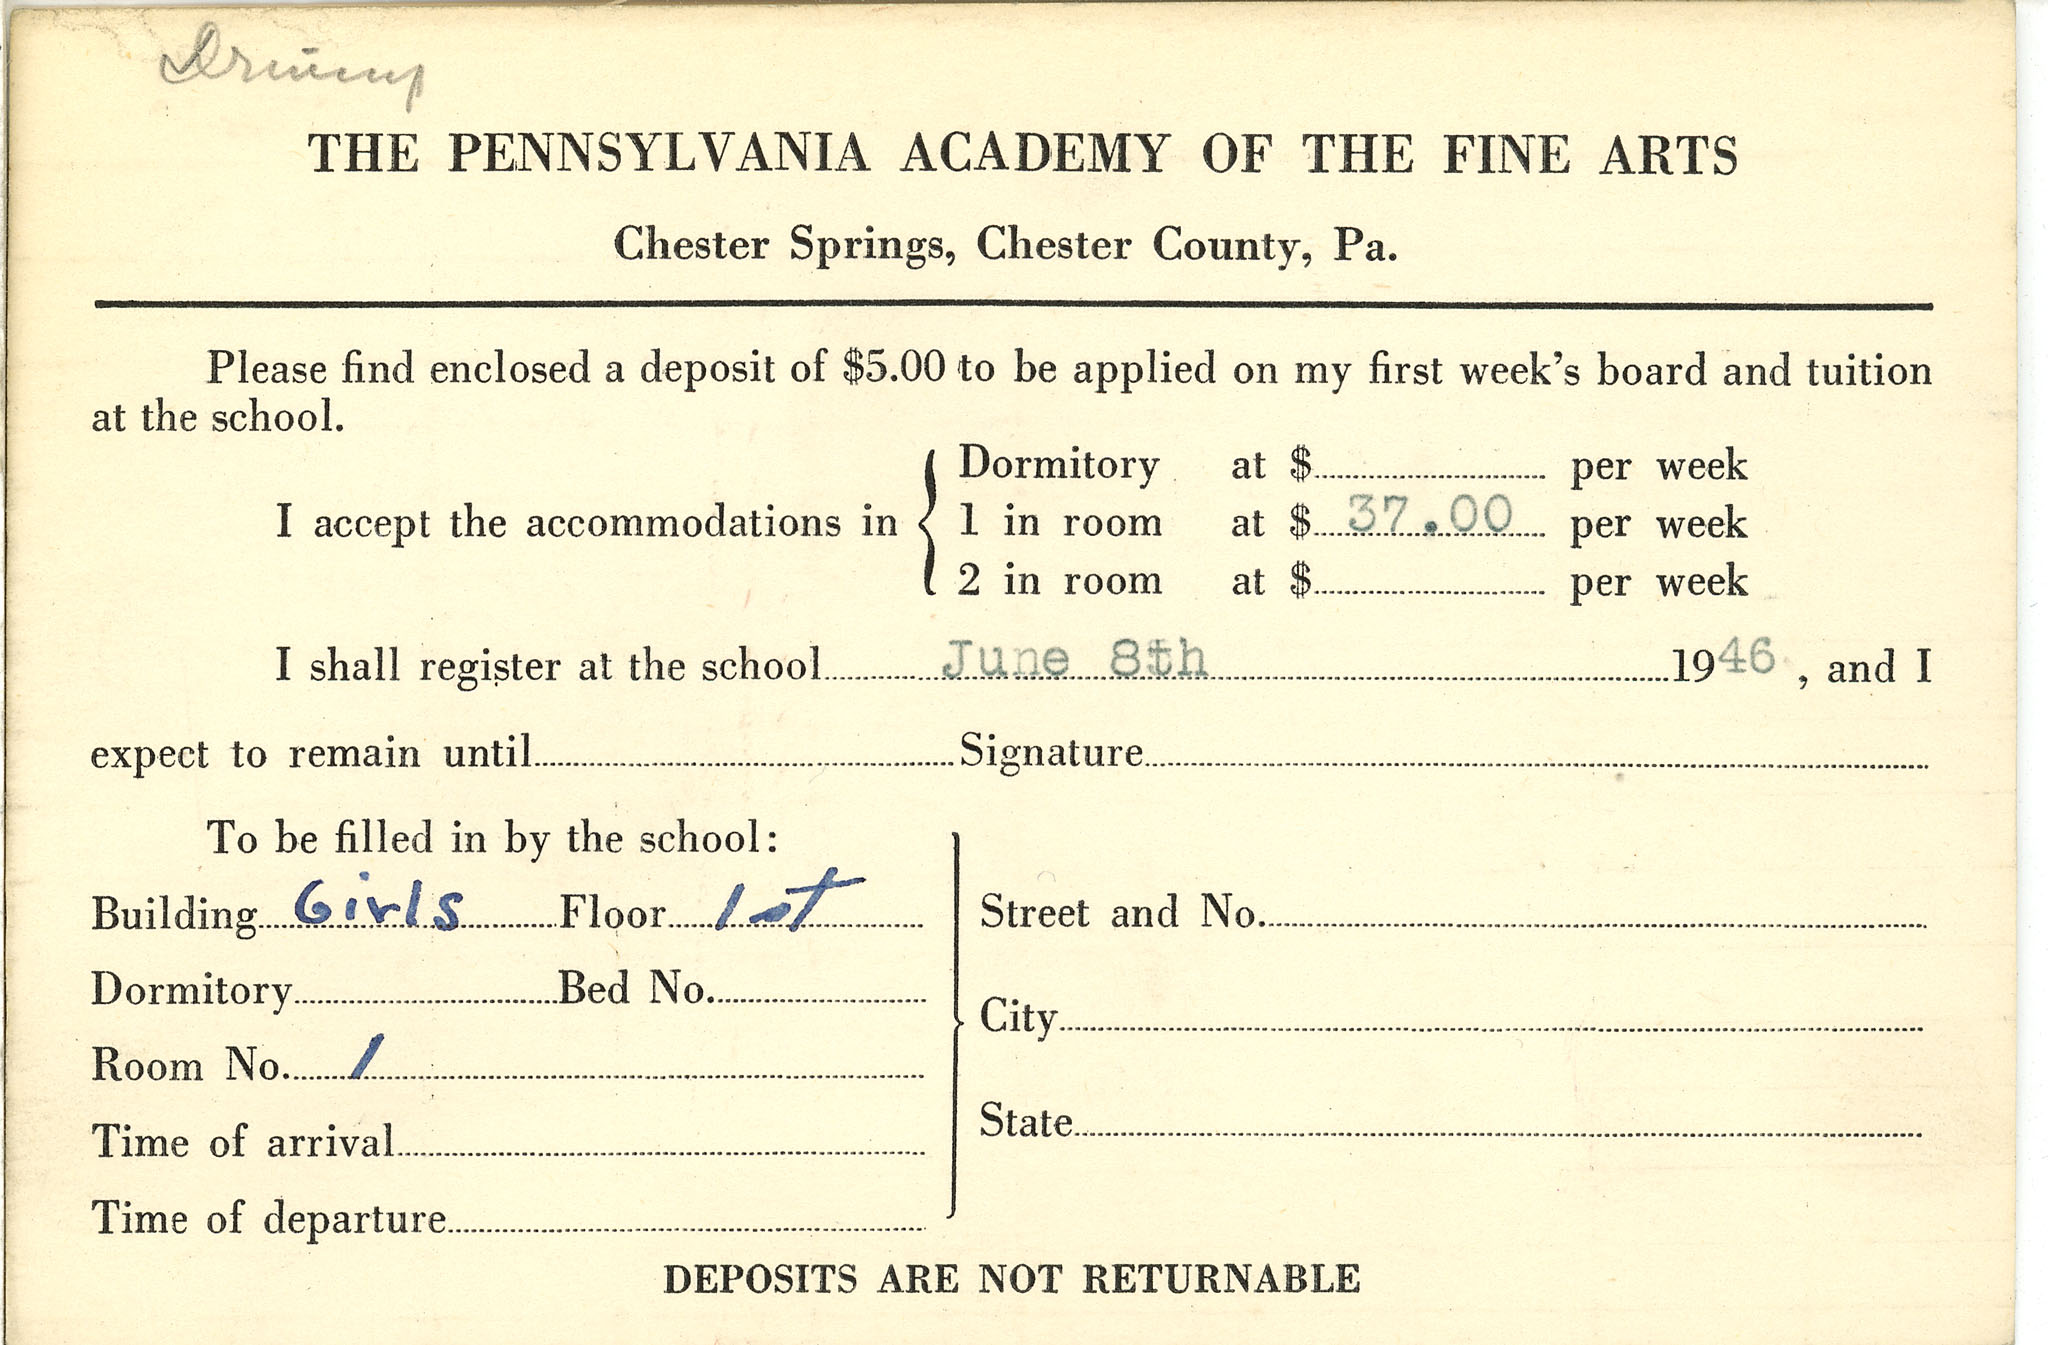 THE PENNSYLVANIA ACADEMY OF THE FINE ARTS
Chester Springs, Chester County, Pa.
Please find enclosed a deposit of $5.00 to be applied on my first week's board and tuition
at the school.
Dormitory at $ per week
I accept the accommodations in { 1 in room at $ 37.00 per week
2 in room at $ per week
I shall register at the school June 8th 1946, and I
expect to remain until Signature
To be filled in by the school:
Building Girls Floor 1st
Dormitory Bed No.
Room No. 1
Time of arrival
Time of departure
Street and No.
City
State
DEPOSITS ARE NOT RETURNABLE